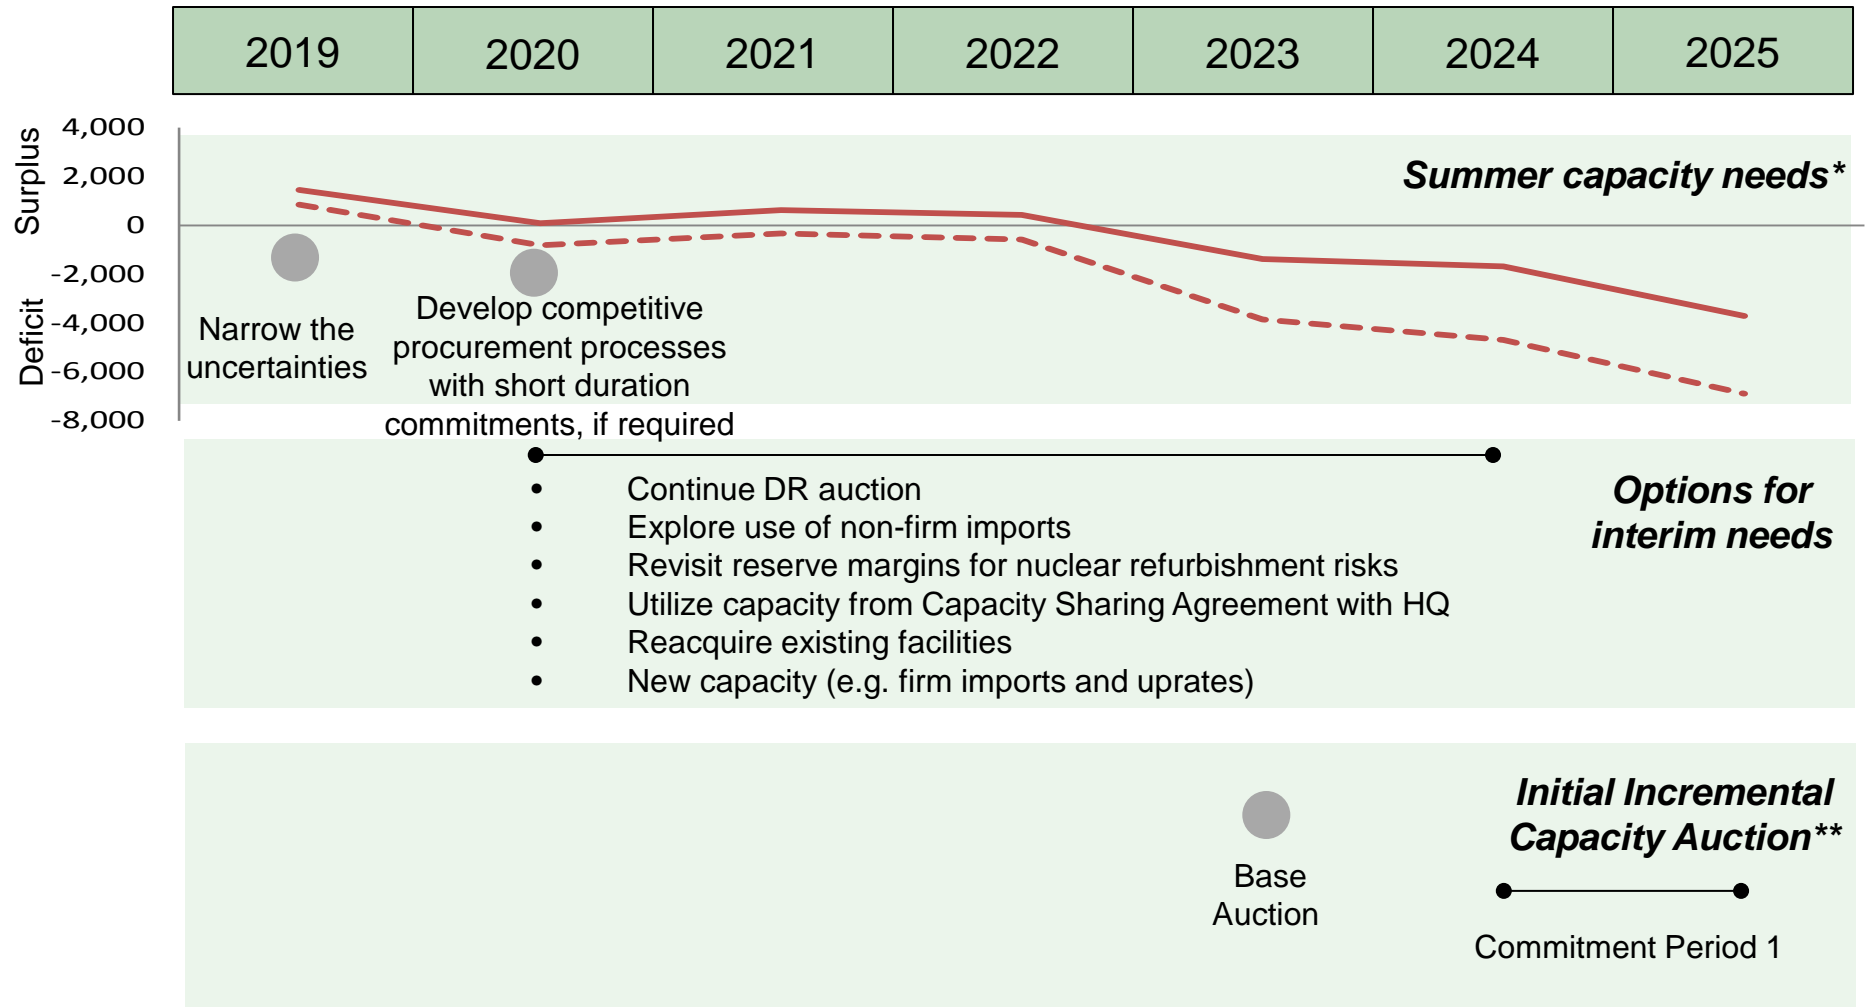 2019 2020 2021 2022 2023 2024 2025
Surplus
Deficit
4,000
2,000
0
-2,000
-4,000
-6,000
-8,000
Summer capacity needs*
Narrow the
uncertainties
Develop competitive
procurement processes
with short duration
commitments, if required
• Continue DR auction
• Explore use of non-firm imports
• Revisit reserve margins for nuclear refurbishment risks
• Utilize capacity from Capacity Sharing Agreement with HQ
• Reacquire existing facilities
• New capacity (e.g. firm imports and uprates)
Options for
interim needs
Initial Incremental
Capacity Auction**
Base
Auction
Commitment Period 1